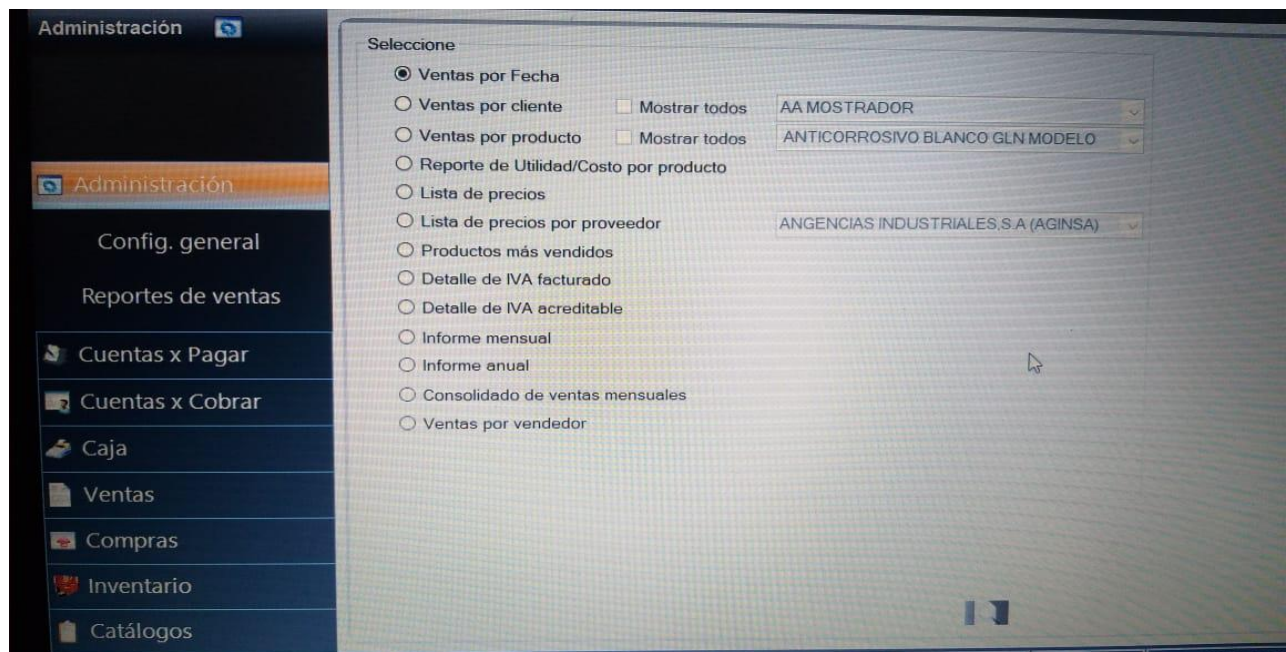 Administración
Administración
Config. general
Reportes de ventas
Cuentas x Pagar
Cuentas x Cobrar
Caja
Ventas
Compras
Inventario
Catálogos
Seleccione
Ventas por Fecha
Ventas por cliente Mostrar todos AA MOSTRADOR
Ventas por producto Mostrar todos ANTICORROSIVO BLANCO GLN MODELO
Reporte de Utilidad/Costo por producto
Lista de precios
Lista de precios por proveedor ANGENCIAS INDUSTRIALES,S.A (AGINSA)
Productos más vendidos
Detalle de IVA facturado
Detalle de IVA acreditable
Informe mensual
Informe anual
Consolidado de ventas mensuales
Ventas por vendedor